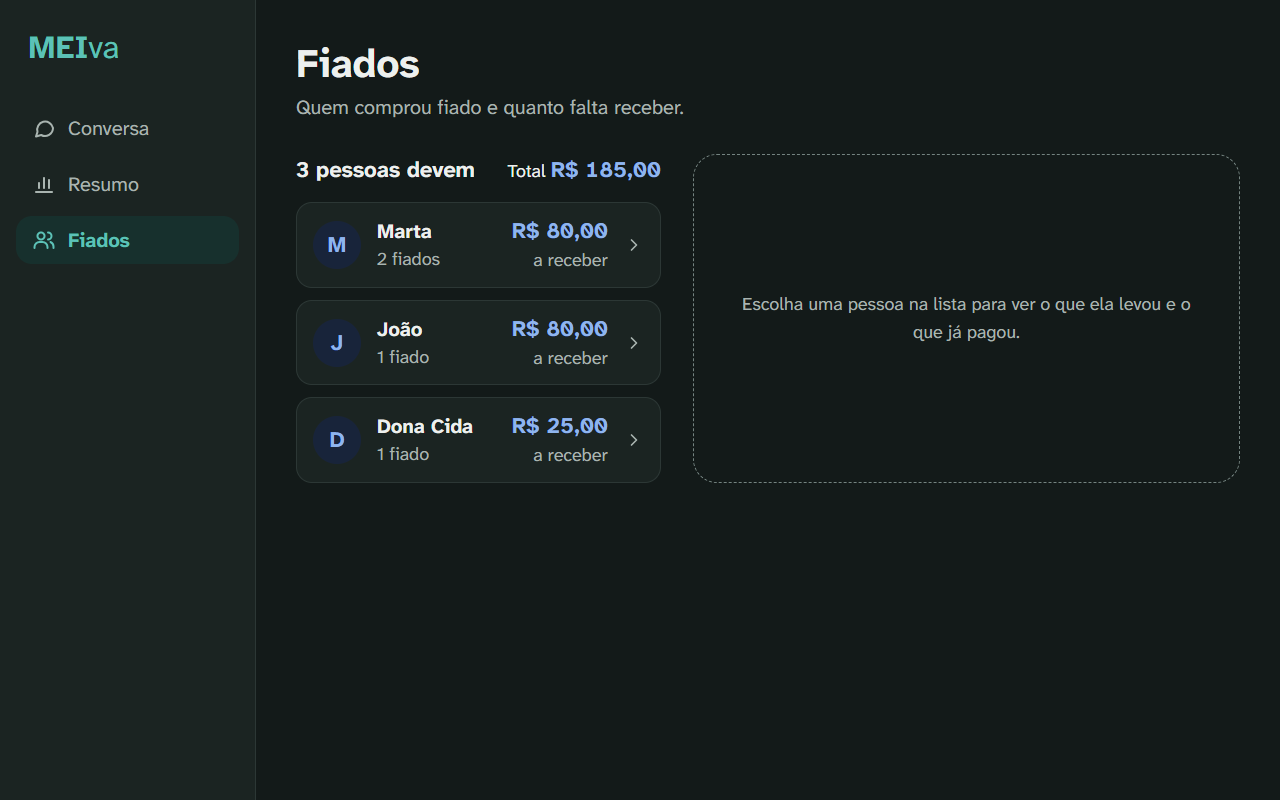 MEIva
Conversa
Resumo
Fiados
Fiados
Quem comprou fiado e quanto falta receber.
3 pessoas devem Total R$ 185,00
M Marta R$ 80,00
2 fiados a receber
J João R$ 80,00
1 fiado a receber
D Dona Cida R$ 25,00
1 fiado a receber
Escolha uma pessoa na lista para ver o que ela levou e o
que já pagou.